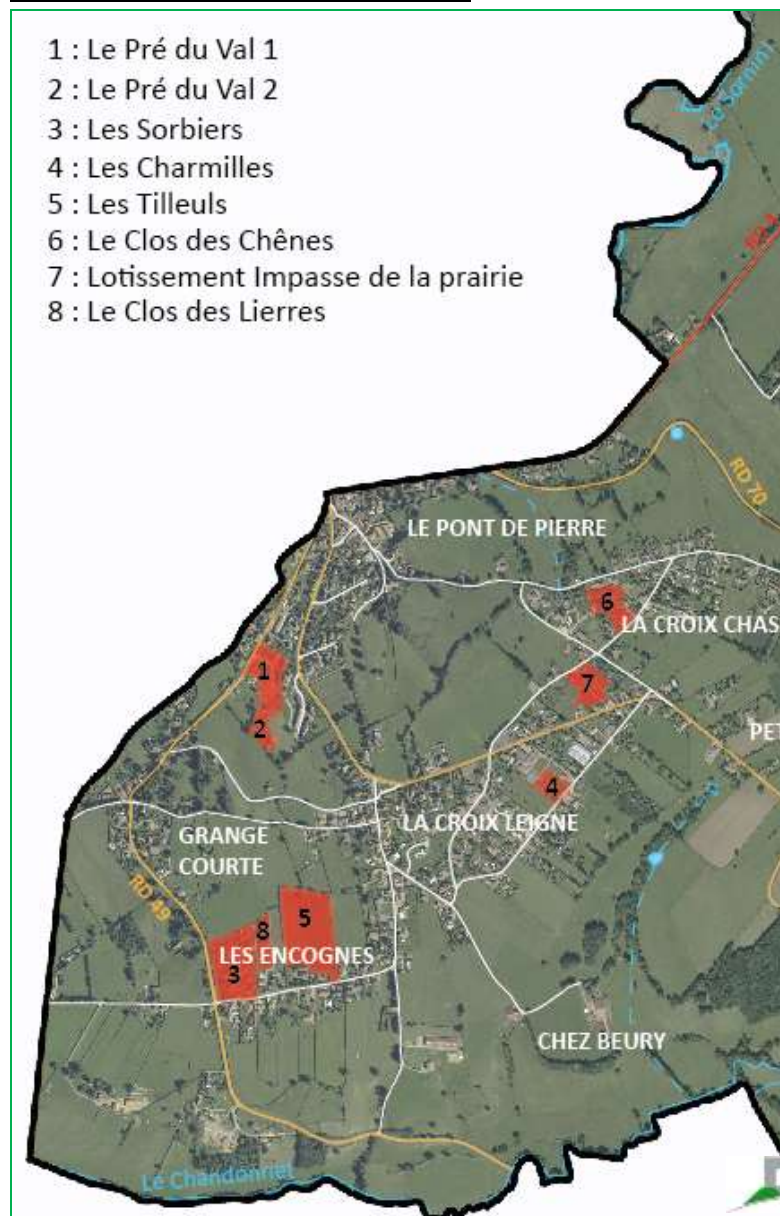 1 : Le Pré du Val 1
2 : Le Pré du Val 2
3 : Les Sorbiers
4 : Les Charmilles
5 : Les Tilleuls
6 : Le Clos des Chênes
7 : Lotissement Impasse de la prairie
8 : Le Clos des Lierres
RD 70
LE PONT DE PIERRE
6
LA CROIX CHAS
1
7
2
PET
4
LA CROIX LEIGNE
GRANGE
COURTE
RD 49
5
8
LES ENCOGNES
3
CHEZ BEURY
Le Chandonnet